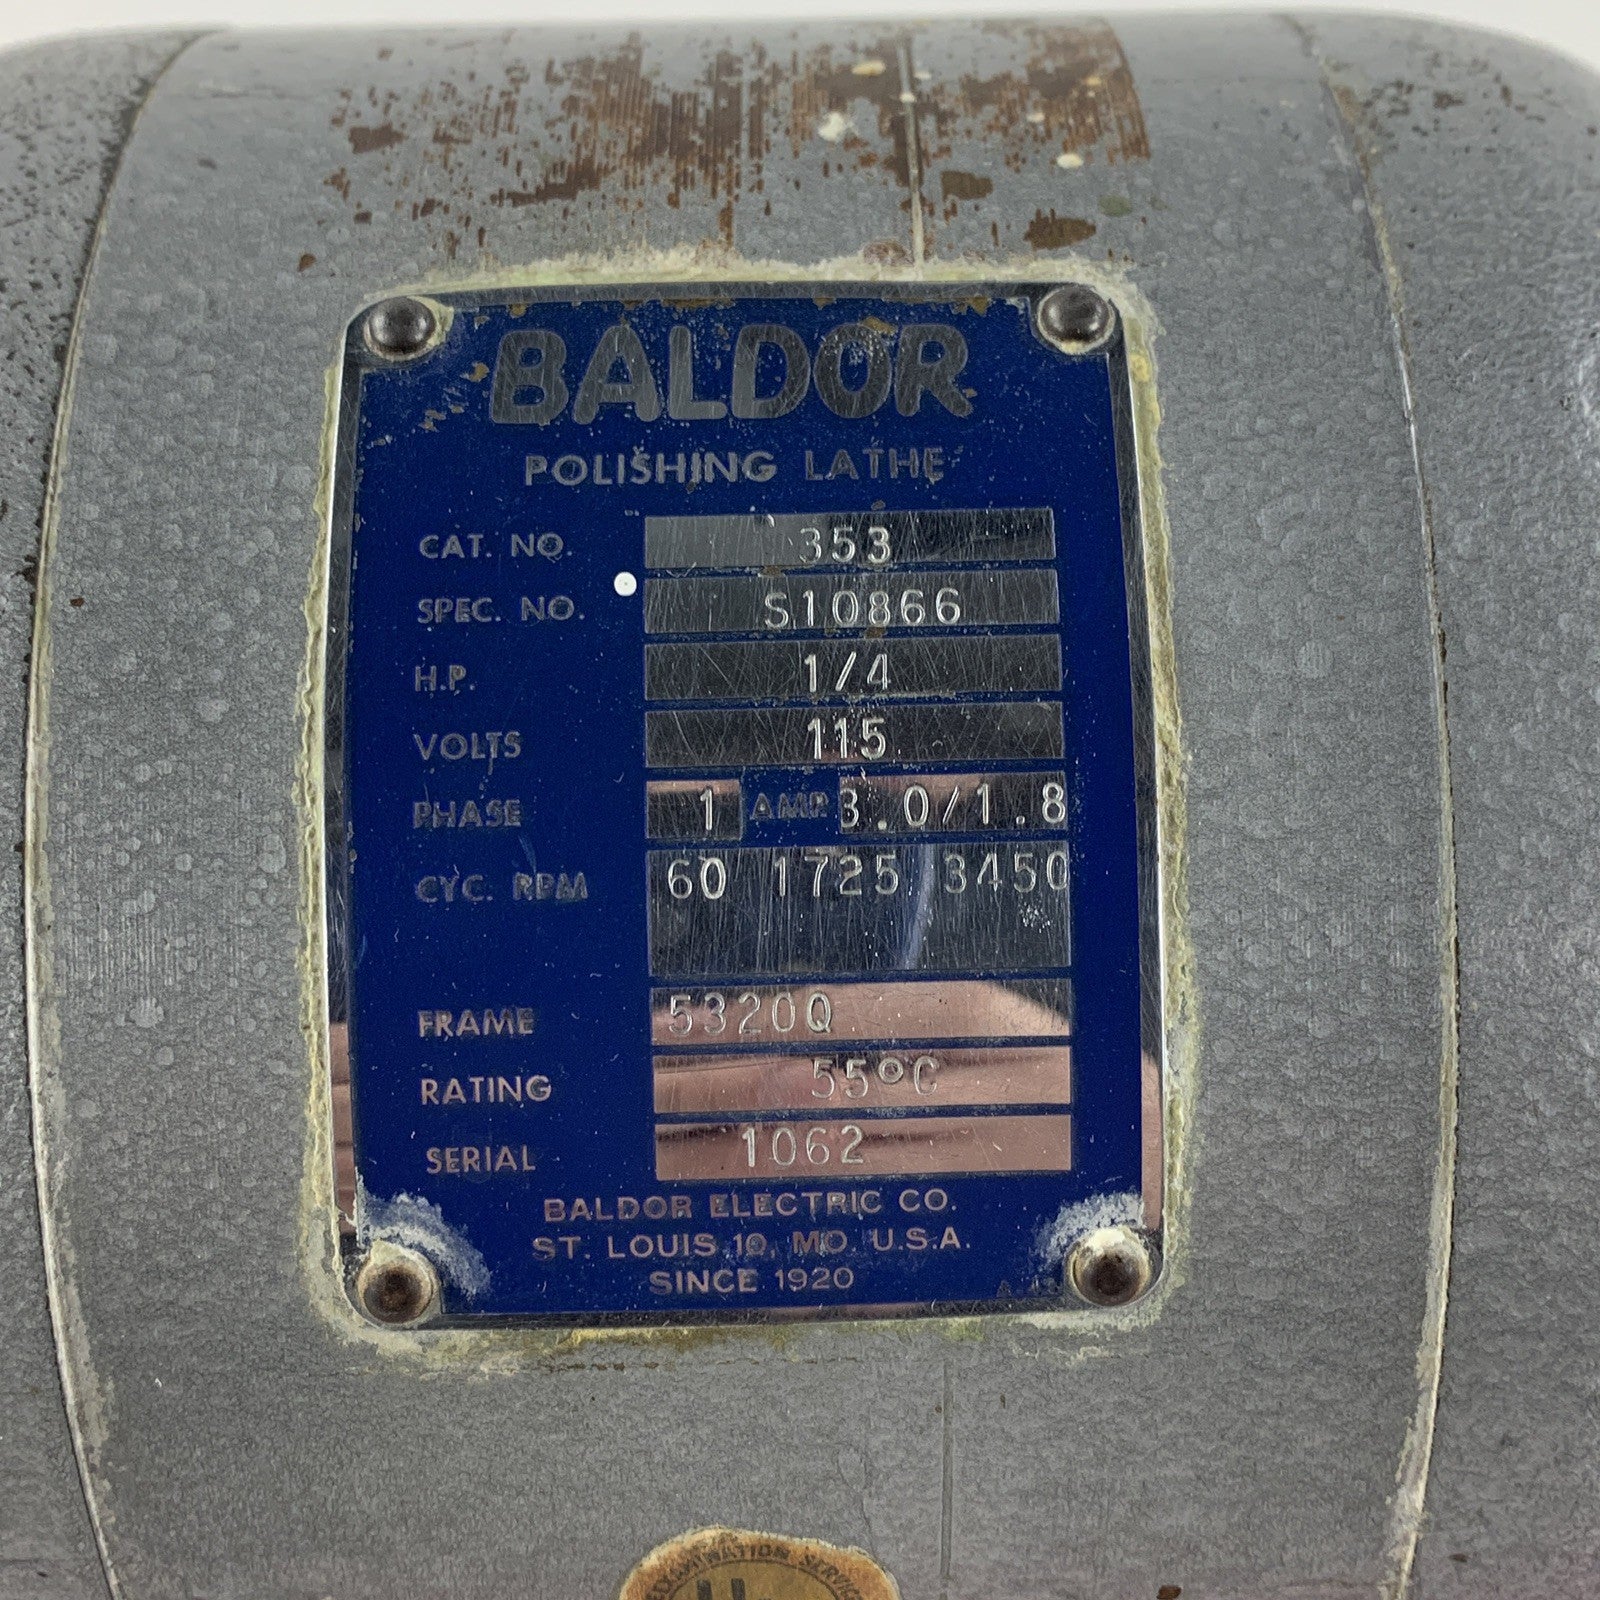 BALDOR
POLISHING LATHE
CAT. NO. 353
SPEC. NO. S10866
H.P. 1/4
VOLTS 115
PHASE 1 AMP. 3.0/1.8
CYC. RPM 60 1725 3450
FRAME 5320Q
RATING 55°C
SERIAL 1062
BALDOR ELECTRIC CO.
ST. LOUIS 10, MO. U.S.A.
SINCE 1920
SERVICE